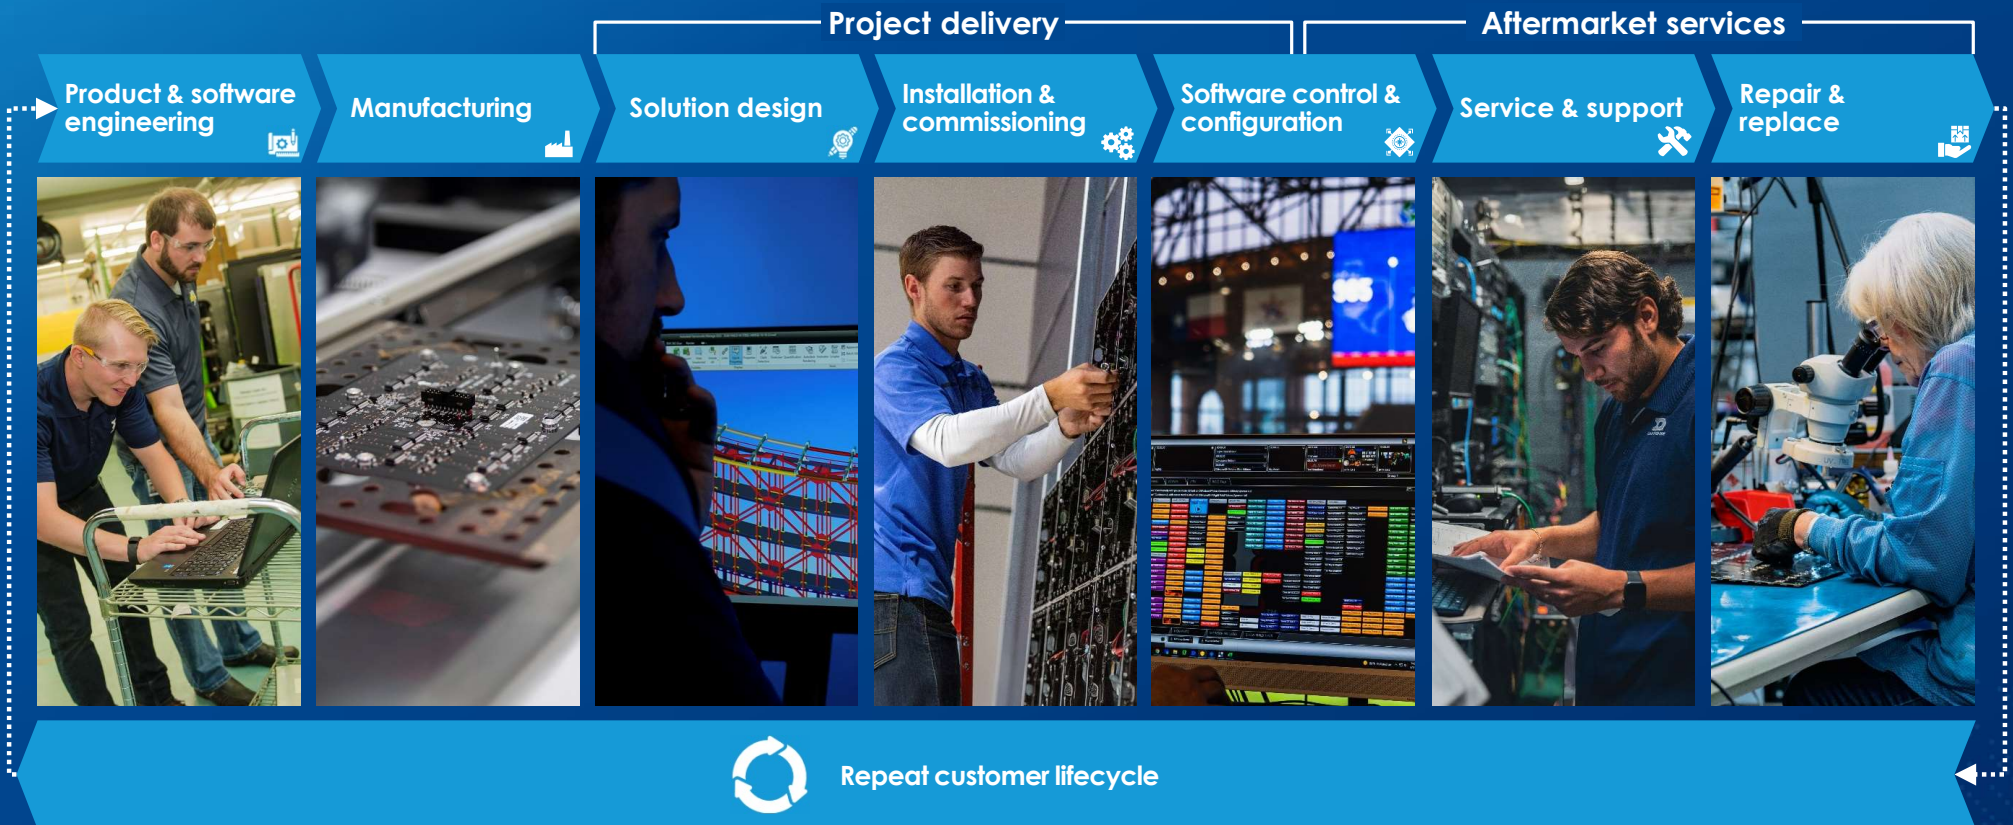 Project delivery
Aftermarket services
Product & software
engineering
Manufacturing
Solution design
Installation &
commissioning
Software control &
configuration
Service & support
Repair &
replace
305
Repeat customer lifecycle